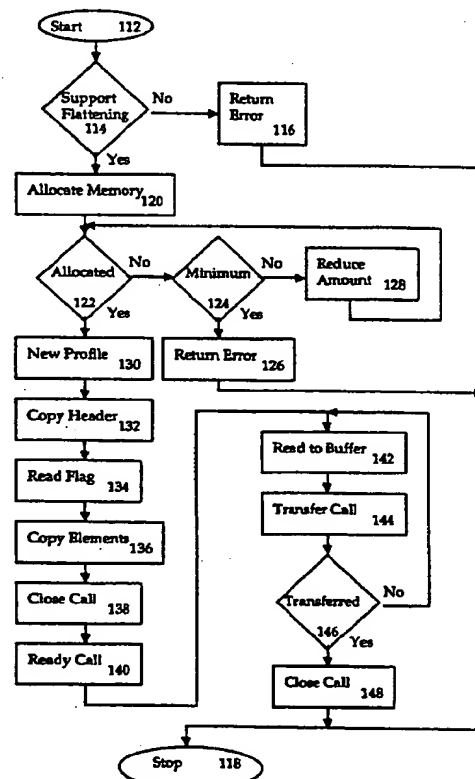 Start 112
Support
Flattening
114
No
Return
Error
116
Yes
Allocate Memory 120
Allocated
122
No
Minimum
124
No
Reduce
Amount 128
Yes
Yes
New Profile
130
Return Error
126
Copy Header
132
Read Flag
134
Copy Elements 136
Close Call
138
Ready Call
140
Read to Buffer
142
Transfer Call
144
Transferred
146
No
Yes
Close Call
148
Stop 118